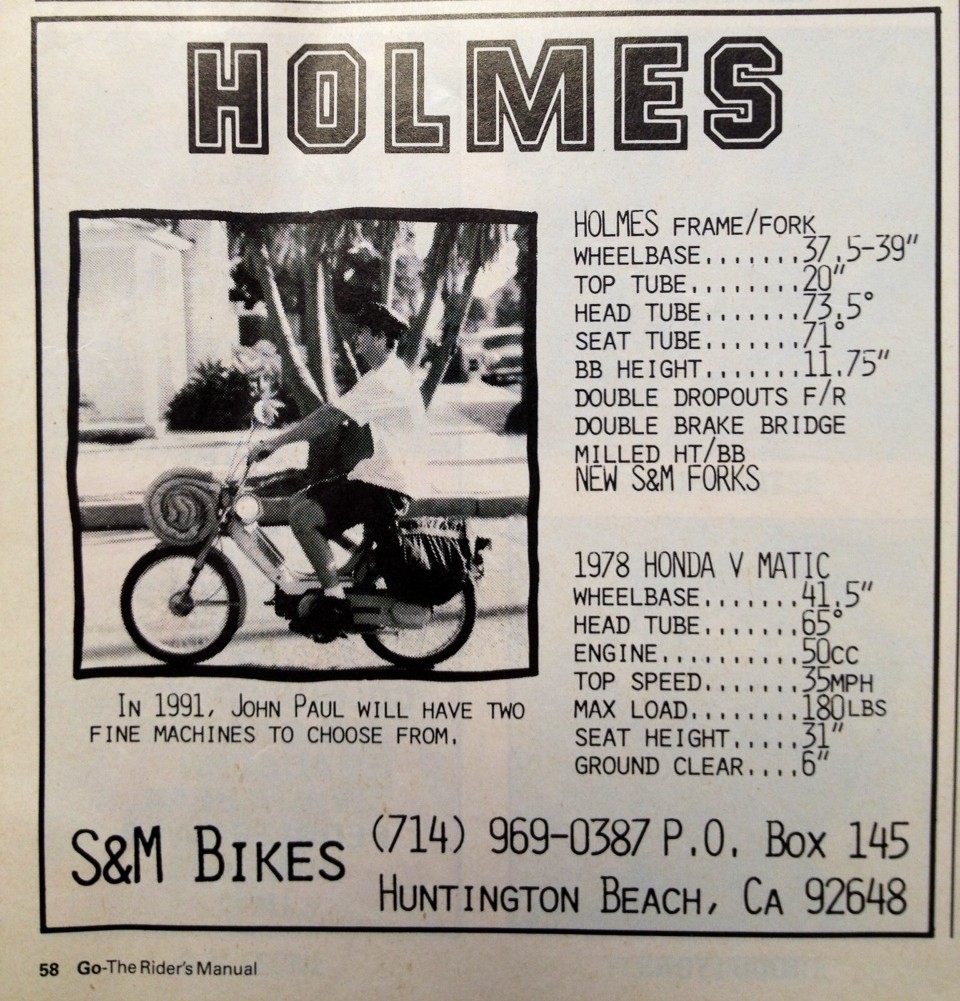 HOLMES
HOLMES FRAME/FORK
WHEELBASE.......37.5-39"
TOP TUBE........20"
HEAD TUBE.......73.5°
SEAT TUBE.......71°
BB HEIGHT.......11.75"
DOUBLE DROPOUTS F/R
DOUBLE BRAKE BRIDGE
MILLED HT/BB
NEW S&M FORKS
1978 HONDA V MATIC
WHEELBASE.......41.5"
HEAD TUBE.......65°
ENGINE..........50CC
TOP SPEED.......35MPH
MAX LOAD........180LBS
SEAT HEIGHT.....31"
GROUND CLEAR....6"
IN 1991, JOHN PAUL WILL HAVE TWO
FINE MACHINES TO CHOOSE FROM.
S&M BIKES
(714) 969-0387 P.O. Box 145
HUNTINGTON BEACH, CA 92648
58 Go-The Rider's Manual